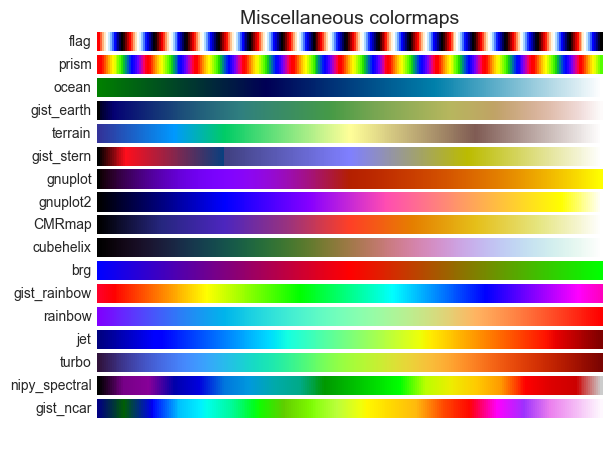 Miscellaneous colormaps
flag
prism
ocean
gist_earth
terrain
gist_stern
gnuplot
gnuplot2
CMRmap
cubehelix
brg
gist_rainbow
rainbow
jet
turbo
nipy_spectral
gist_ncar